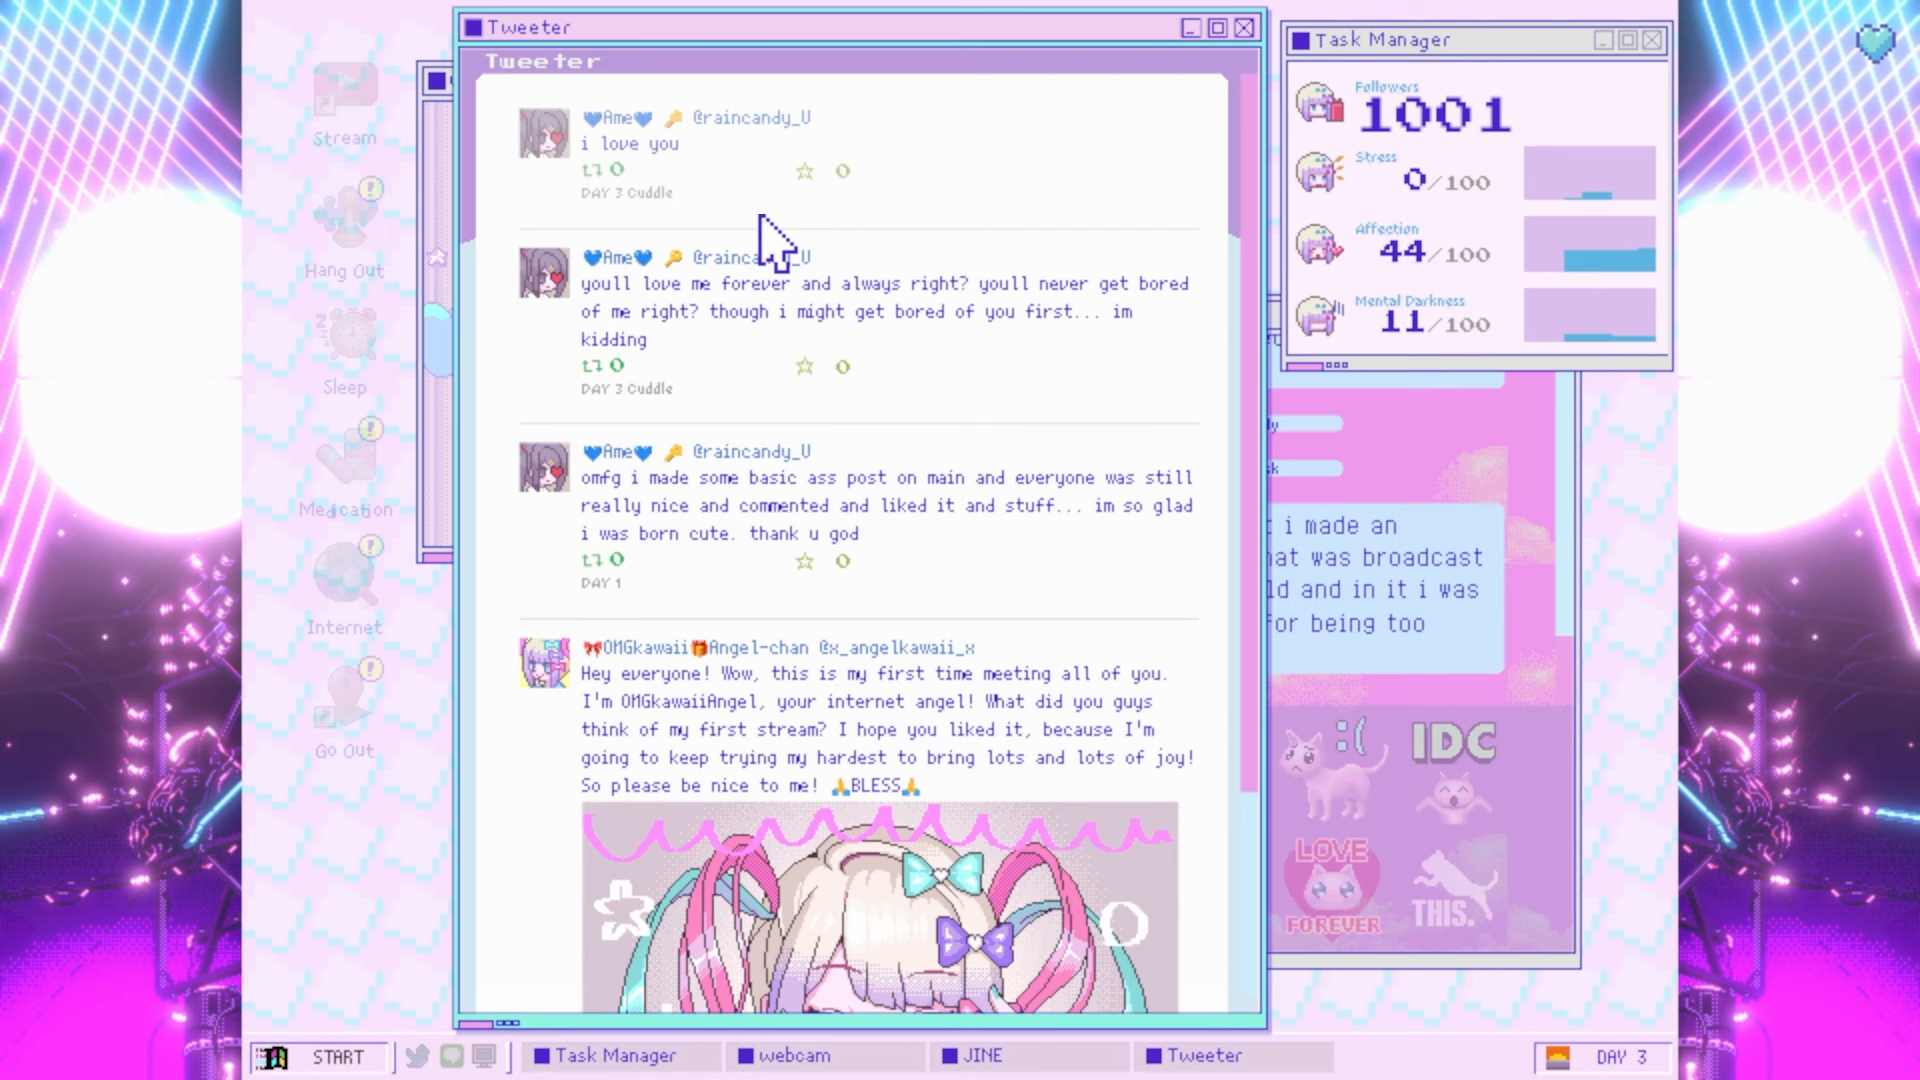 Tweeter
Tweeter
💙Ame💙 🔑 @raincandy_U
i love you
0 0
DAY 3 Cuddle
💙Ame💙 🔑 @rainca _U
youll love me forever and always right? youll never get bored
of me right? though i might get bored of you first... im
kidding
0 0
DAY 3 Cuddle
💙Ame💙 🔑 @raincandy_U
omfg i made some basic ass post on main and everyone was still
really nice and commented and liked it and stuff... im so glad
i was born cute. thank u god
0 0
DAY 1
🎀OMGkawaii🎁Angel-chan @x_angelkawaii_x
Hey everyone! Wow, this is my first time meeting all of you.
I'm OMGkawaiiAngel, your internet angel! What did you guys
think of my first stream? I hope you liked it, because I'm
going to keep trying my hardest to bring lots and lots of joy!
So please be nice to me! 🙏BLESS🙏
Task Manager
Followers
1001
Stress
0/100
Affection
44/100
Mental Darkness
11/100
Stream
Hang Out
Sleep
Medication
Internet
Go Out
i made an
hat was broadcast
ld and in it i was
for being too
:(
IDC
LOVE
FOREVER
THIS.
START
Task Manager
webcam
JINE
Tweeter
DAY 3